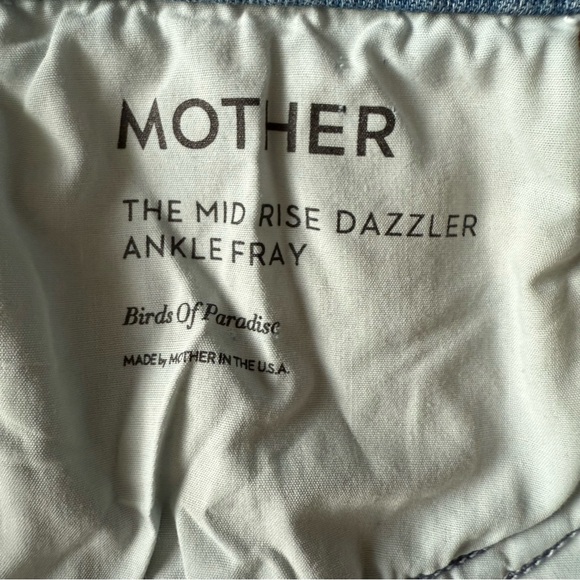 MOTHER
THE MID RISE DAZZLER
ANKLE FRAY
Birds Of Paradise
MADE by MOTHER IN THE U.S.A.